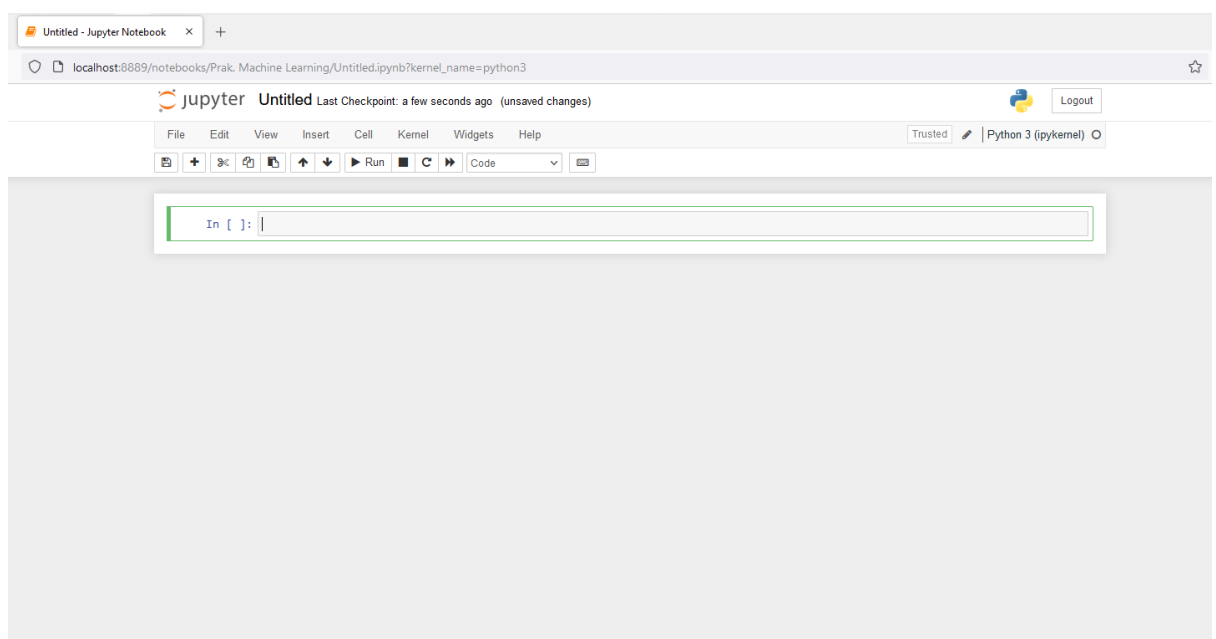 Untitled - Jupyter Notebook × +
localhost:8889/notebooks/Prak. Machine Learning/Untitled.ipynb?kernel_name=python3
jupyter Untitled Last Checkpoint: a few seconds ago (unsaved changes) Logout
File Edit View Insert Cell Kernel Widgets Help Trusted Python 3 (ipykernel)
Run Code
In [ ]: